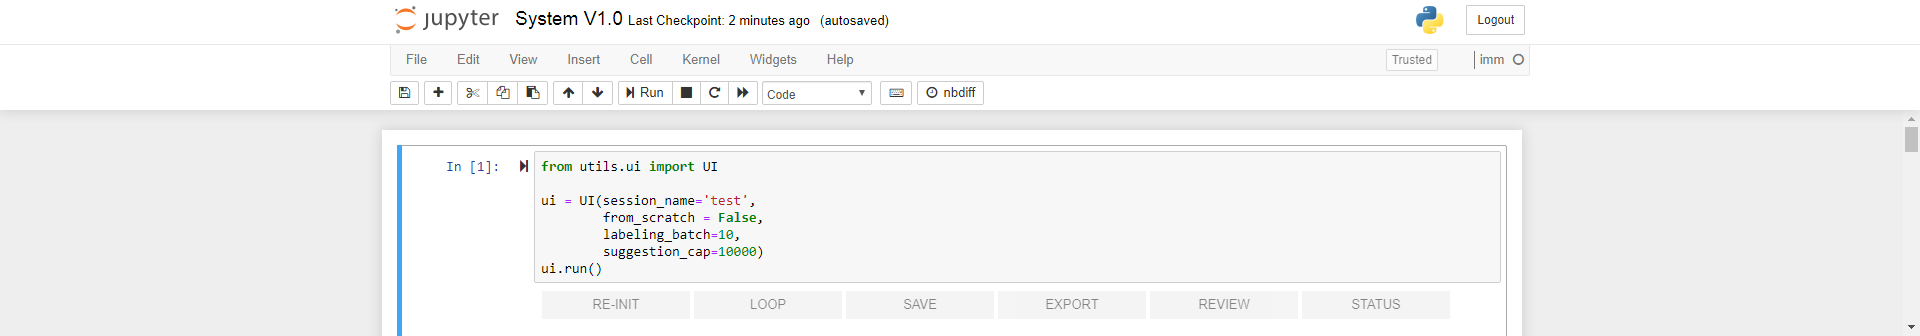 jupyter System V1.0 Last Checkpoint: 2 minutes ago (autosaved) Logout
File Edit View Insert Cell Kernel Widgets Help Trusted imm
Run Code nbdiff
In [1]: from utils.ui import UI
ui = UI(session_name='test',
from_scratch = False,
labeling_batch=10,
suggestion_cap=10000)
ui.run()
RE-INIT LOOP SAVE EXPORT REVIEW STATUS